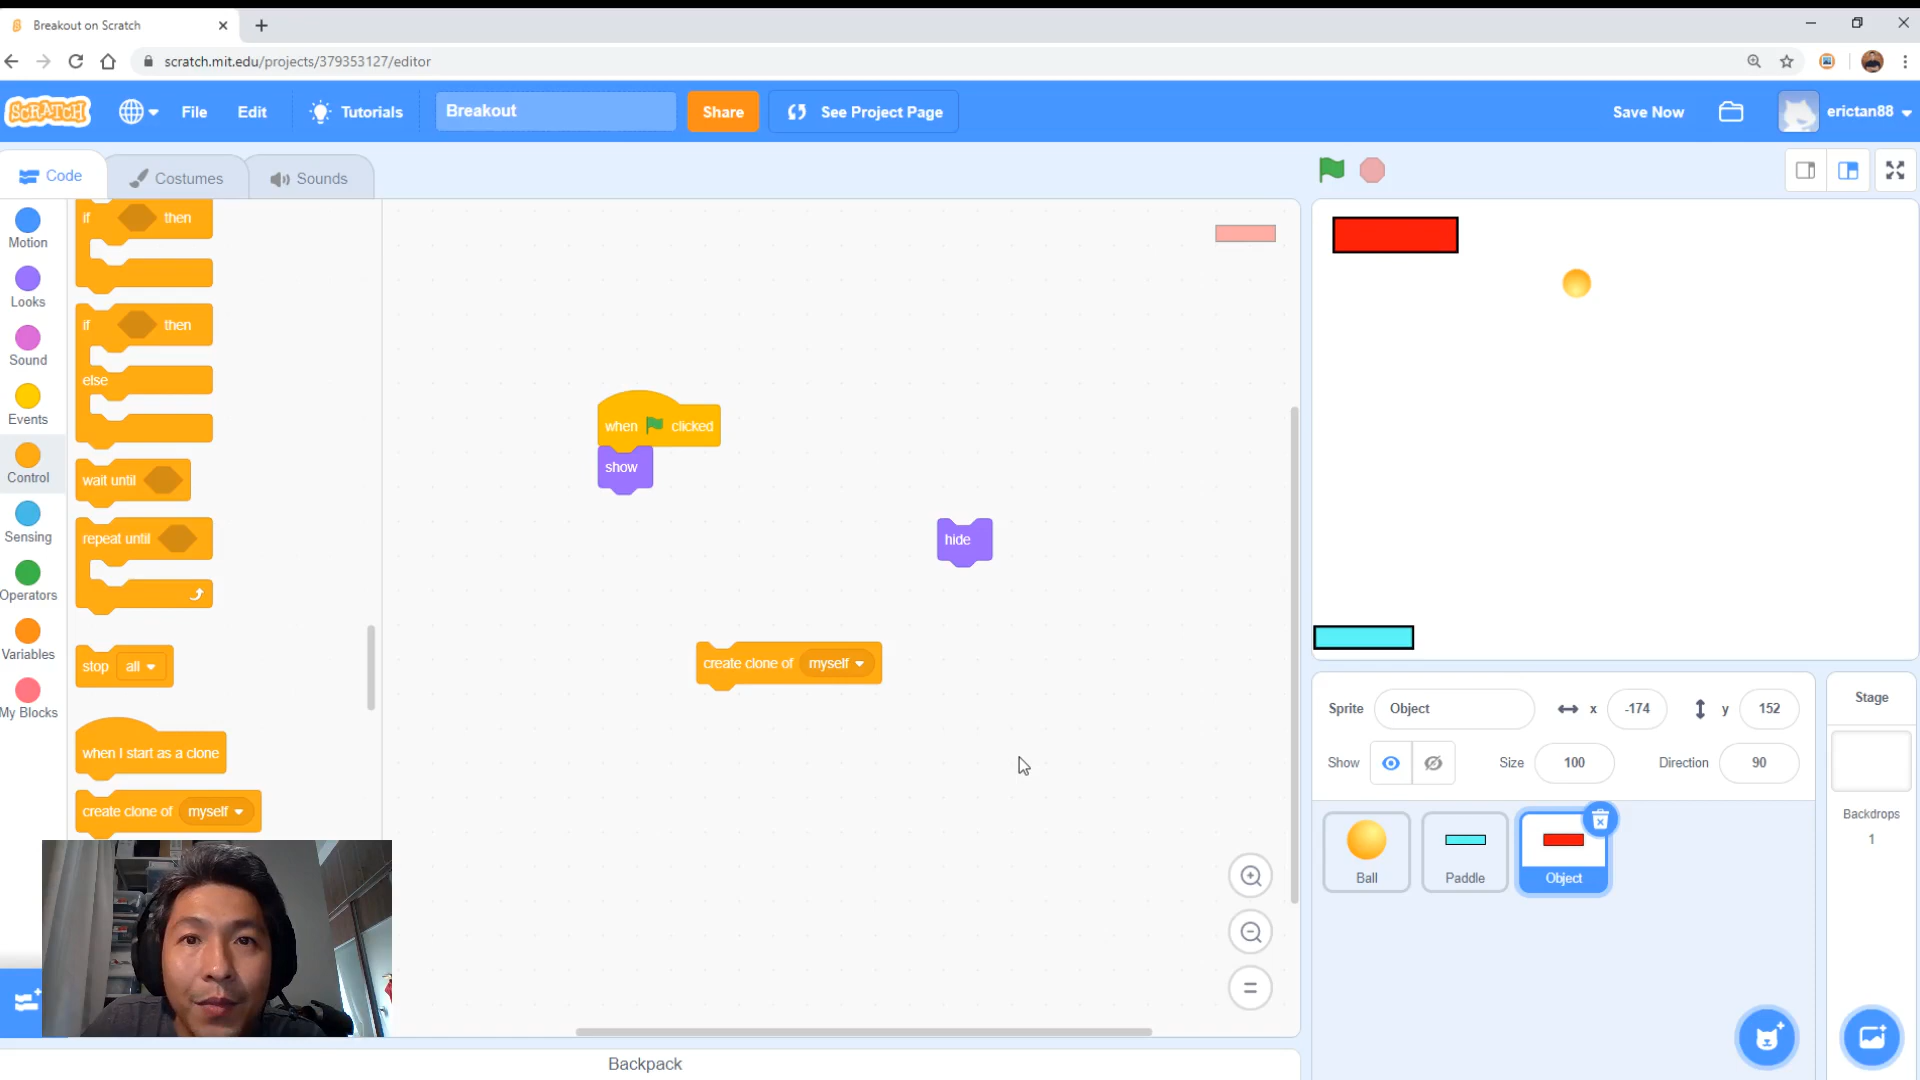 Breakout on Scratch
scratch.mit.edu/projects/379353127/editor
SCRATCH File Edit Tutorials Breakout Share See Project Page Save Now erictan88
Code Costumes Sounds
Motion
Looks
Sound
Events
Control
Sensing
Operators
Variables
My Blocks
if then
if then
else
wait until
repeat until
stop all
when I start as a clone
create clone of myself
when clicked
show
hide
create clone of myself
Sprite Object x -174 y 152
Show Size 100 Direction 90
Ball Paddle Object
Stage
Backdrops
1
Backpack